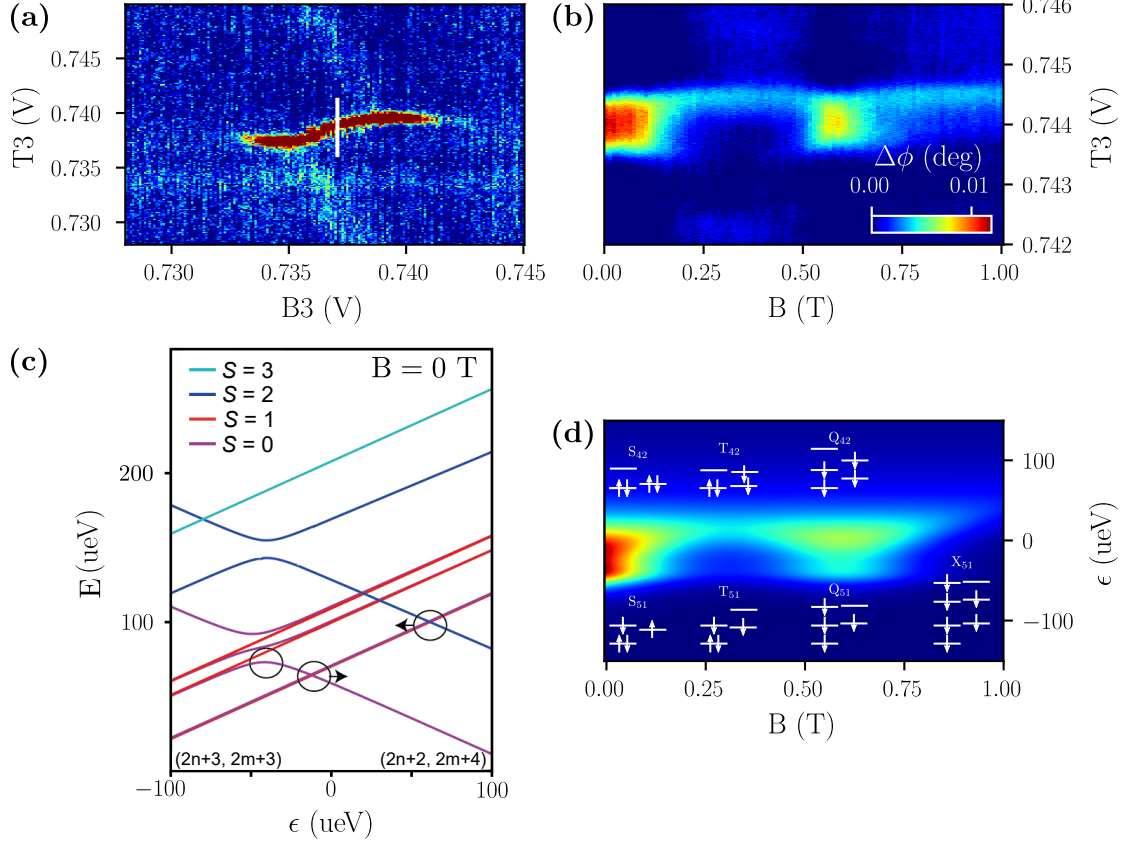 (a)
0.745
0.740
0.735
0.730
T3 (V)
0.730
0.735
0.740
0.745
B3 (V)
(b)
0.746
0.745
0.744
0.743
0.742
T3 (V)
Δϕ (deg)
0.00
0.01
0.00
0.25
0.50
0.75
1.00
B (T)
(c)
B = 0 T
S = 3
S = 2
S = 1
S = 0
200
100
E (ueV)
(2n+3, 2m+3)
(2n+2, 2m+4)
−100
0
100
ϵ (ueV)
(d)
S₄₂
T₄₂
Q₄₂
S₅₁
T₅₁
Q₅₁
X₅₁
100
0
−100
ϵ (ueV)
0.00
0.25
0.50
0.75
1.00
B (T)